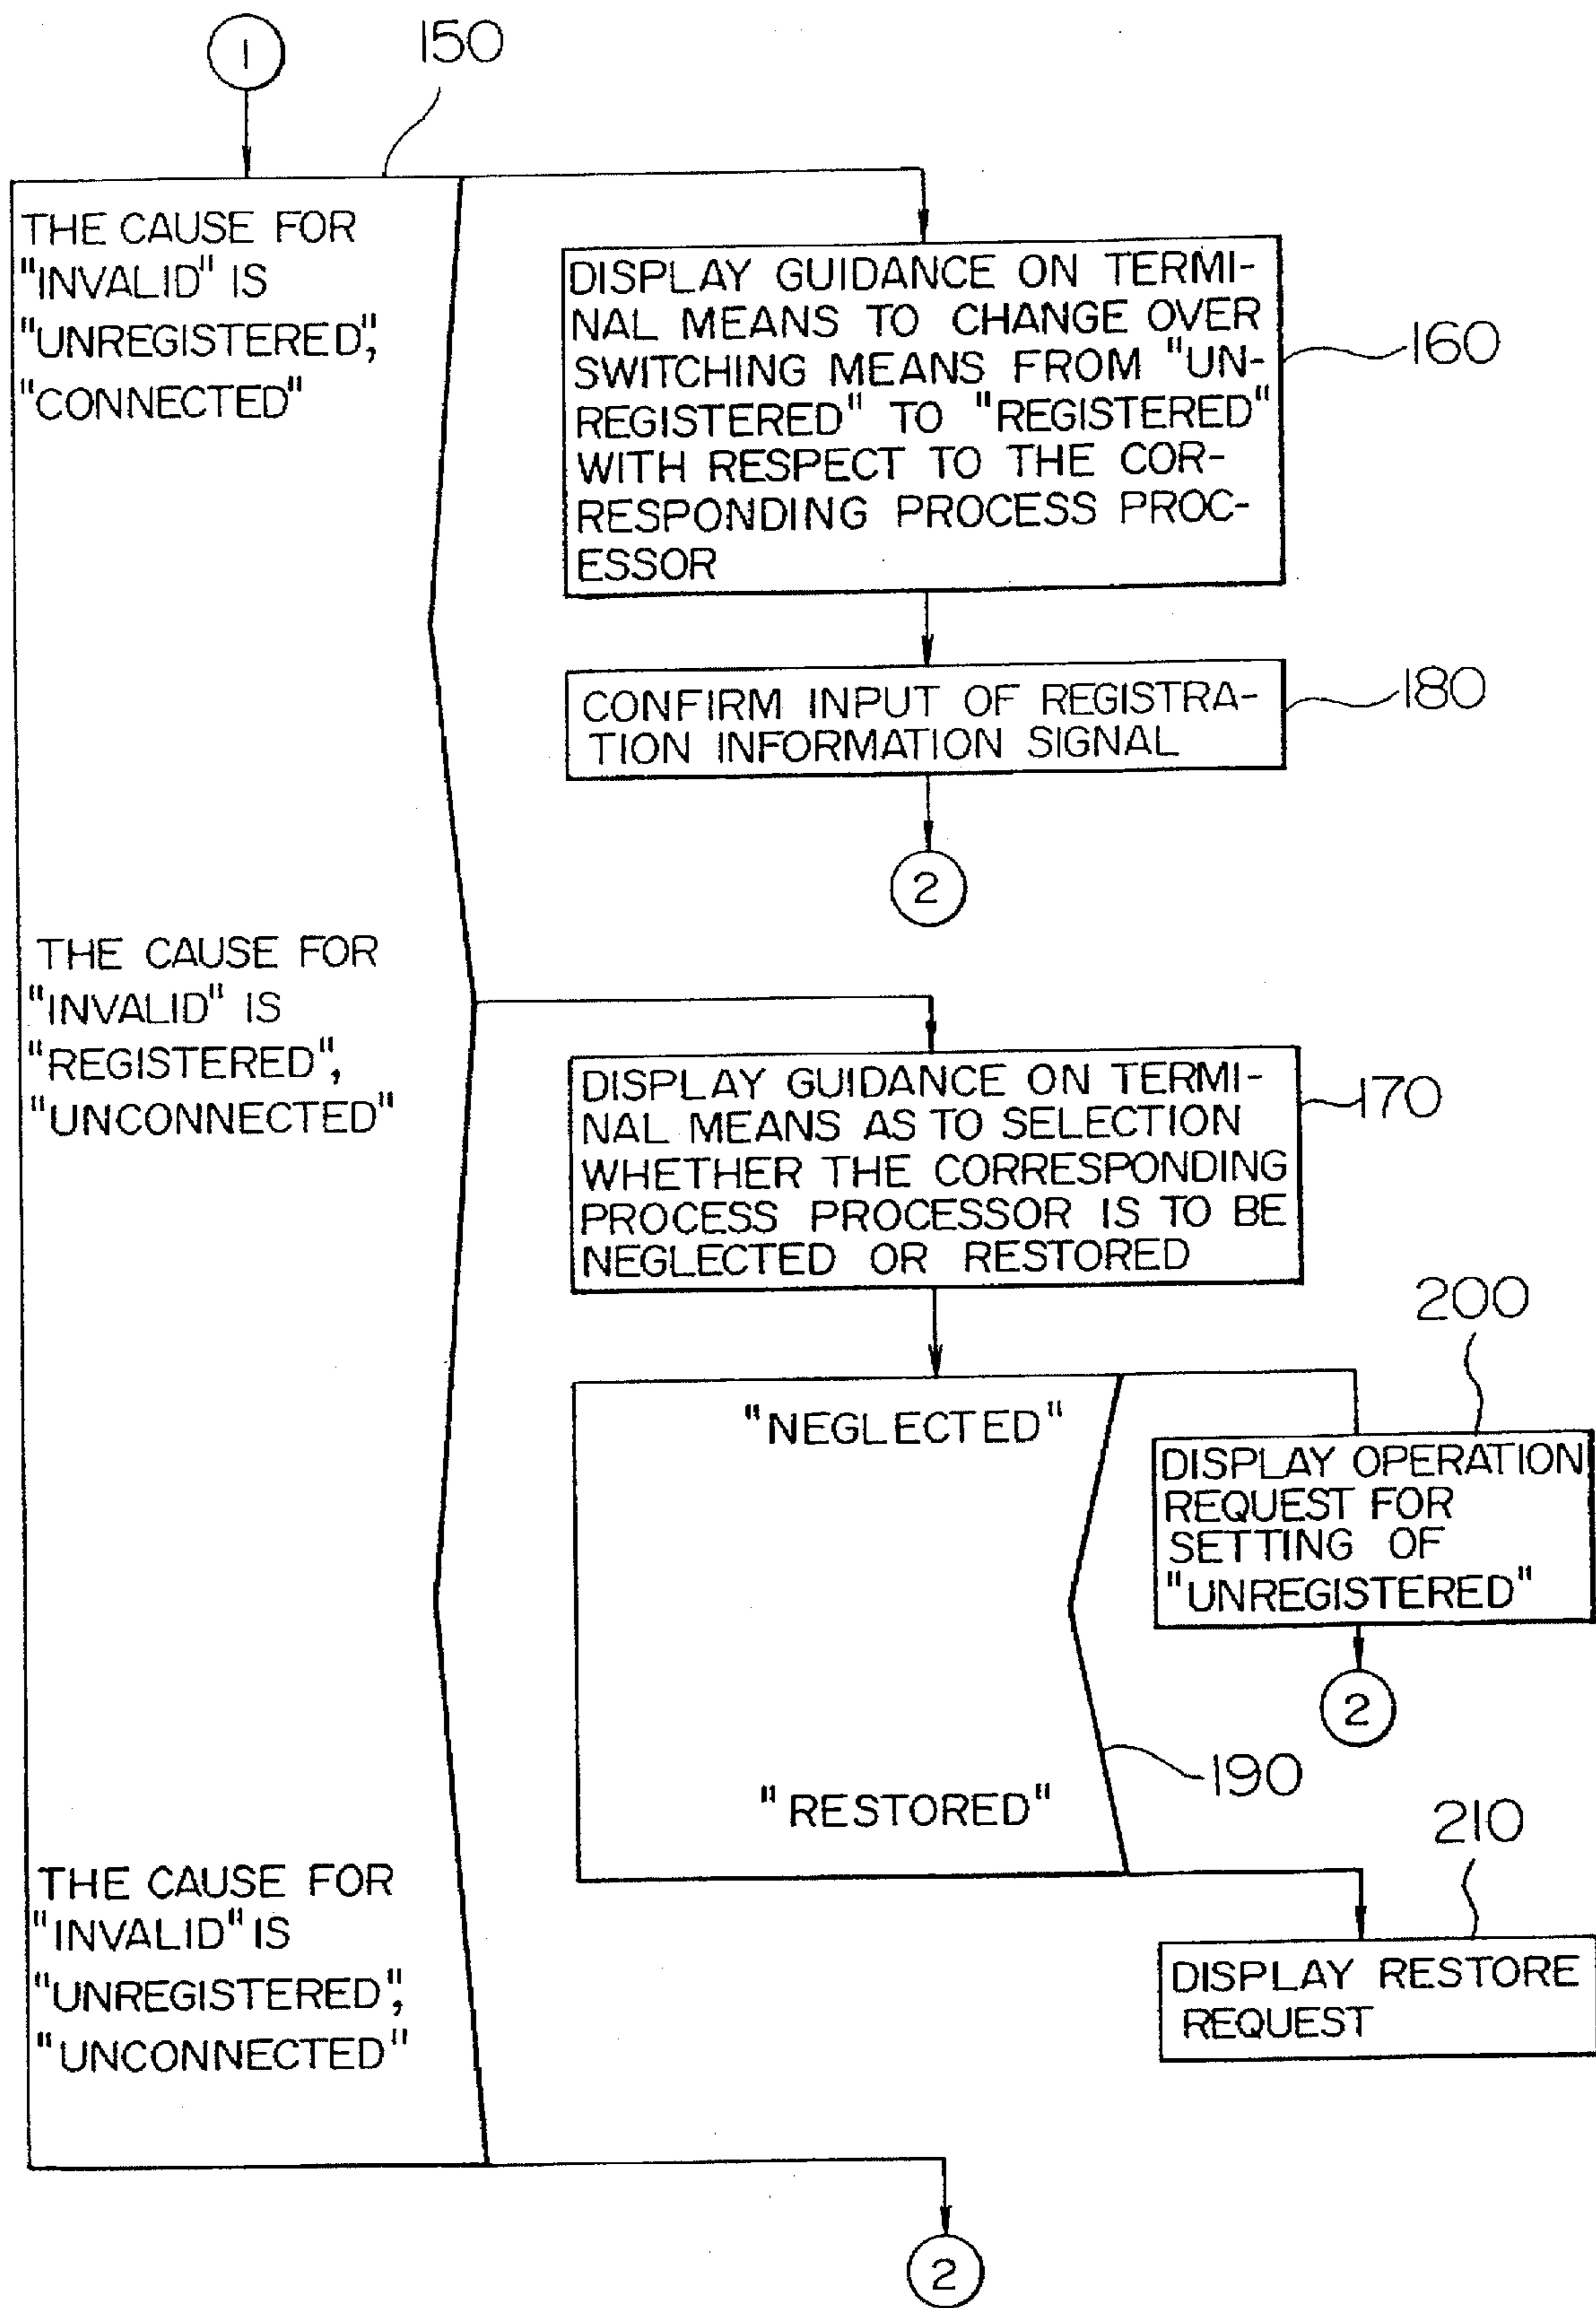 1
150
THE CAUSE FOR
"INVALID" IS
"UNREGISTERED",
"CONNECTED"
DISPLAY GUIDANCE ON TERMI-
NAL MEANS TO CHANGE OVER
SWITCHING MEANS FROM "UN-
REGISTERED" TO "REGISTERED"
WITH RESPECT TO THE COR-
RESPONDING PROCESS PROC-
ESSOR
160
CONFIRM INPUT OF REGISTRA-
TION INFORMATION SIGNAL
180
2
THE CAUSE FOR
"INVALID" IS
"REGISTERED",
"UNCONNECTED"
DISPLAY GUIDANCE ON TERMI-
NAL MEANS AS TO SELECTION
WHETHER THE CORRESPONDING
PROCESS PROCESSOR IS TO BE
NEGLECTED OR RESTORED
170
"NEGLECTED"
200
DISPLAY OPERATION
REQUEST FOR
SETTING OF
"UNREGISTERED"
2
190
"RESTORED"
210
DISPLAY RESTORE
REQUEST
THE CAUSE FOR
"INVALID" IS
"UNREGISTERED",
"UNCONNECTED"
2